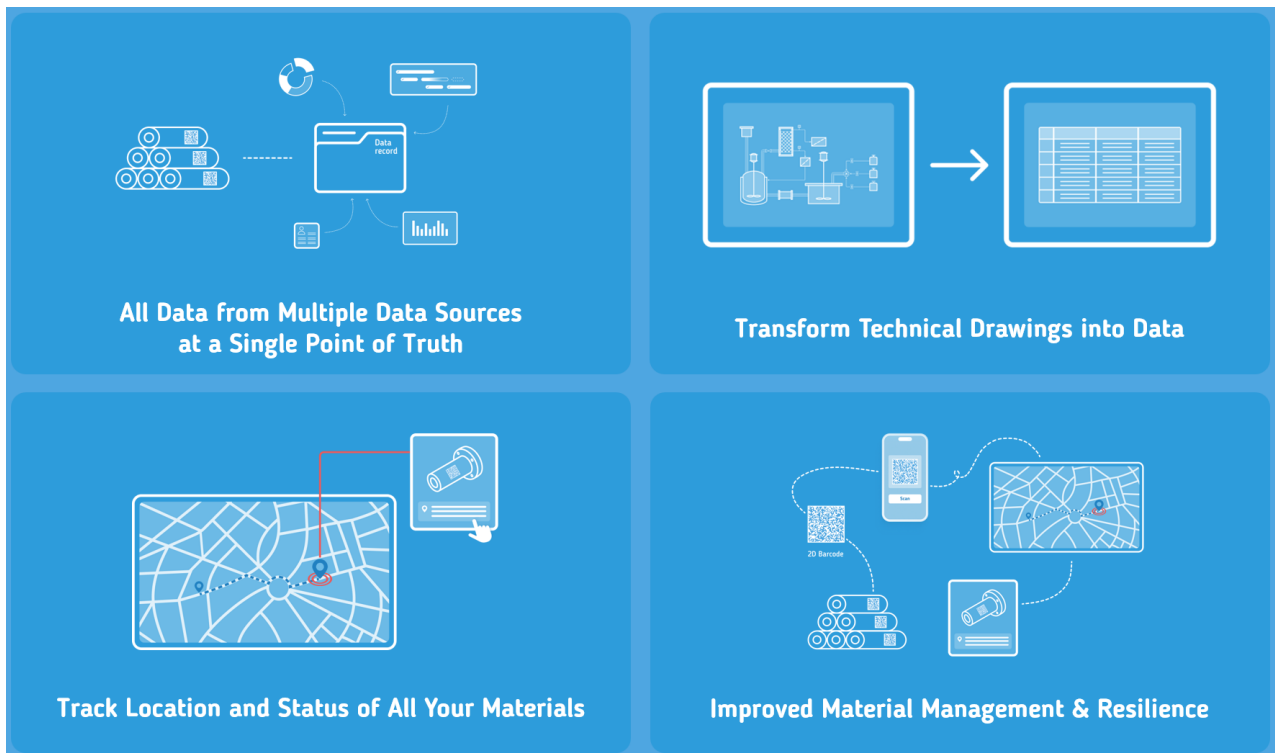 Data
record
All Data from Multiple Data Sources
at a Single Point of Truth
Transform Technical Drawings into Data
Track Location and Status of All Your Materials
Scan
2D Barcode
Improved Material Management & Resilience